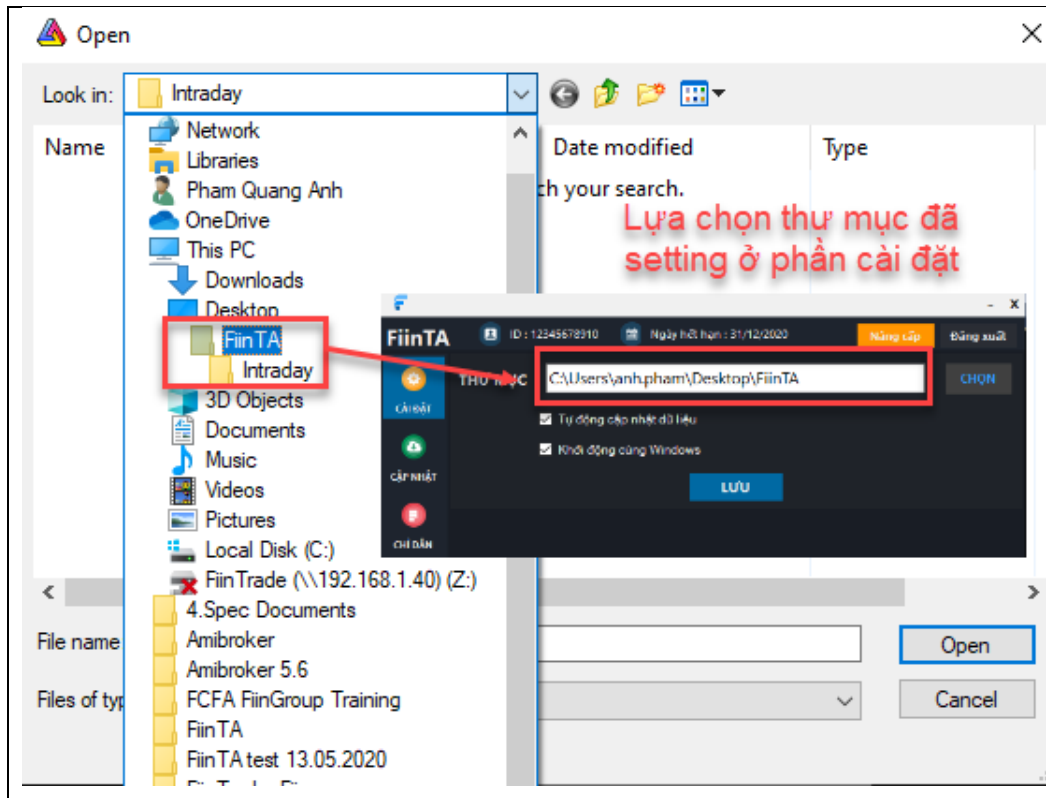 Open
Look in: Intraday
Name Date modified Type
Network
Libraries
Pham Quang Anh
OneDrive
This PC
Downloads
Desktop
FiinTA
Intraday
3D Objects
Documents
Music
Videos
Pictures
Local Disk (C:)
FiinTrade (\\192.168.1.40) (Z:)
4.Spec Documents
Amibroker
Amibroker 5.6
FCFA FiinGroup Training
FiinTA
FiinTA test 13.05.2020
ch your search.
Lựa chọn thư mục đã
setting ở phần cài đặt
FiinTA ID : 12345678910 Ngày hết hạn : 31/12/2020 Nâng cấp Đăng xuất
THƯ MỤC C:\Users\anh.pham\Desktop\FiinTA CHỌN
CÀI ĐẶT
Tự động cập nhật dữ liệu
Khởi động cùng Windows
CẬP NHẬT
LƯU
CHỈ DẪN
File name Open
Files of typ Cancel